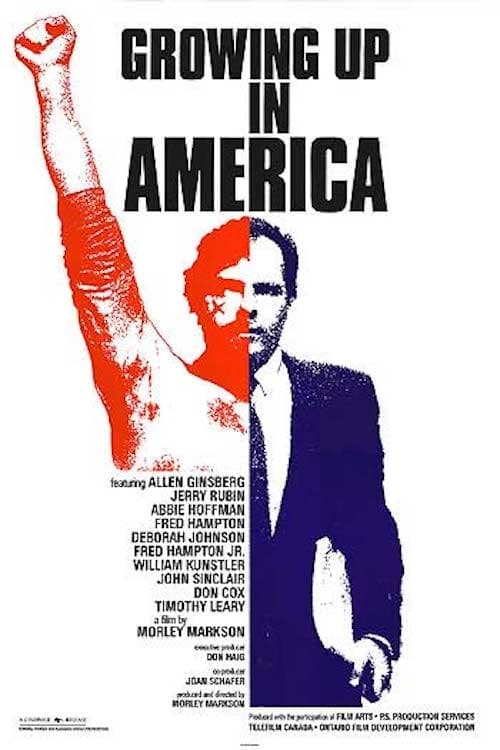 GROWING UP
IN
AMERICA
featuring ALLEN GINSBERG
JERRY RUBIN
ABBIE HOFFMAN
FRED HAMPTON
DEBORAH JOHNSON
FRED HAMPTON JR.
WILLIAM KUNSTLER
JOHN SINCLAIR
DON COX
TIMOTHY LEARY
a film by
MORLEY MARKSON
executive producer
DON HAIG
co-producer
JOAN SCHAFER
produced and directed by
MORLEY MARKSON
Produced with the participation of FILM ARTS • P.S. PRODUCTION SERVICES
TELEFILM CANADA • ONTARIO FILM DEVELOPMENT CORPORATION
RELEASE